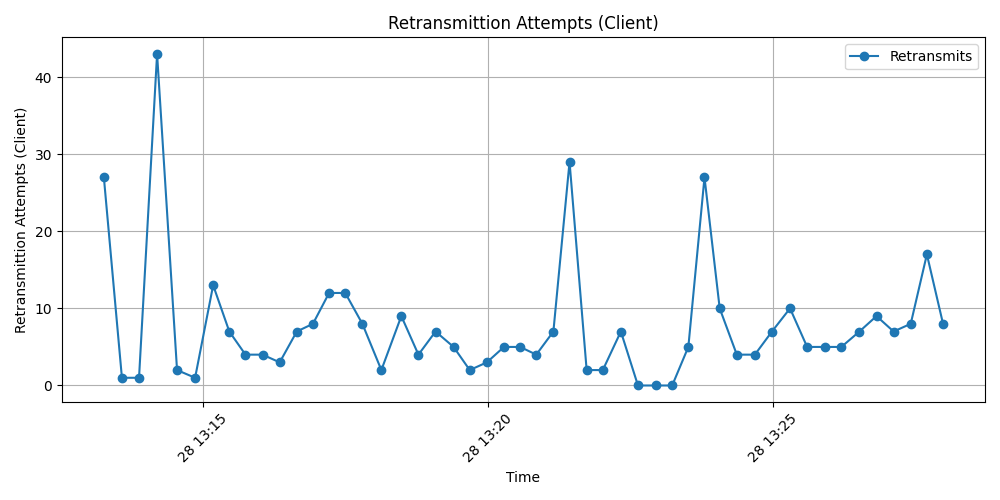 Retransmittion Attempts (Client)
Retransmits
Retransmittion Attempts (Client)
40
30
20
10
0
28 13:15
28 13:20
28 13:25
Time